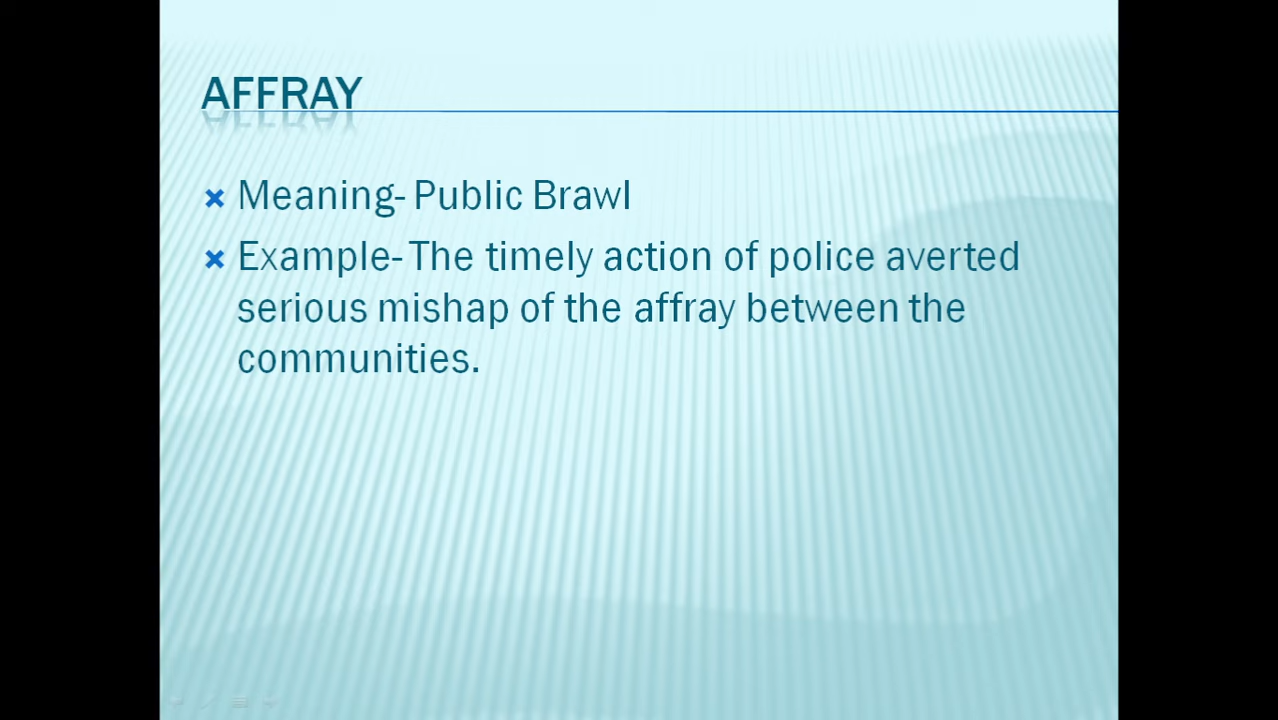 AFFRAY
Meaning- Public Brawl
Example- The timely action of police averted
serious mishap of the affray between the
communities.